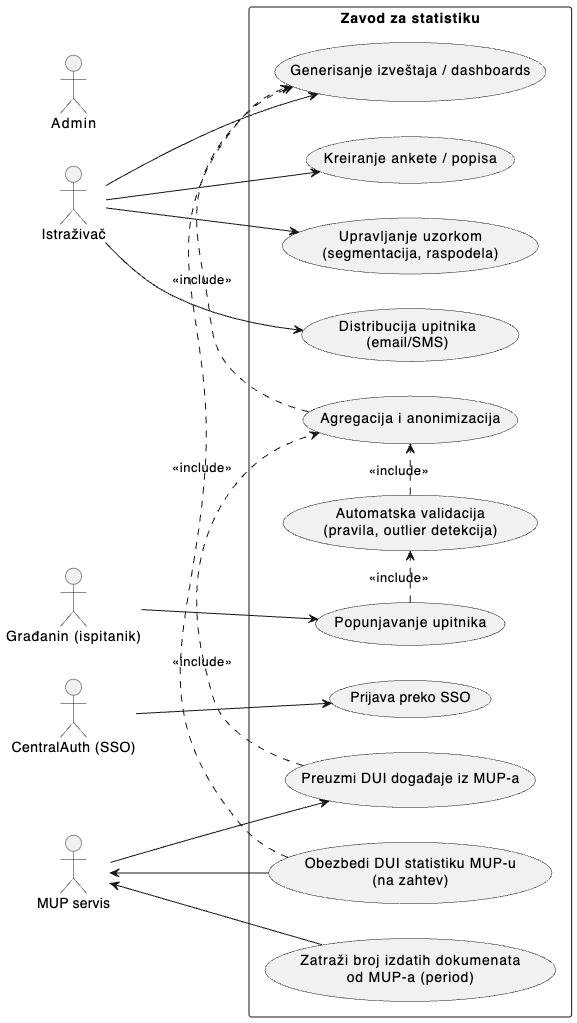 Zavod za statistiku
Generisanje izveštaja / dashboards
Admin
Kreiranje ankete / popisa
Istraživač
Upravljanje uzorkom
(segmentacija, raspodela)
«include»
Distribucija upitnika
(email/SMS)
Agregacija i anonimizacija
«include»
«include»
Automatska validacija
(pravila, outlier detekcija)
«include»
Građanin (ispitanik)
Popunjavanje upitnika
«include»
Prijava preko SSO
CentralAuth (SSO)
Preuzmi DUI događaje iz MUP-a
Obezbedi DUI statistiku MUP-u
(na zahtev)
MUP servis
Zatraži broj izdatih dokumenata
od MUP-a (period)